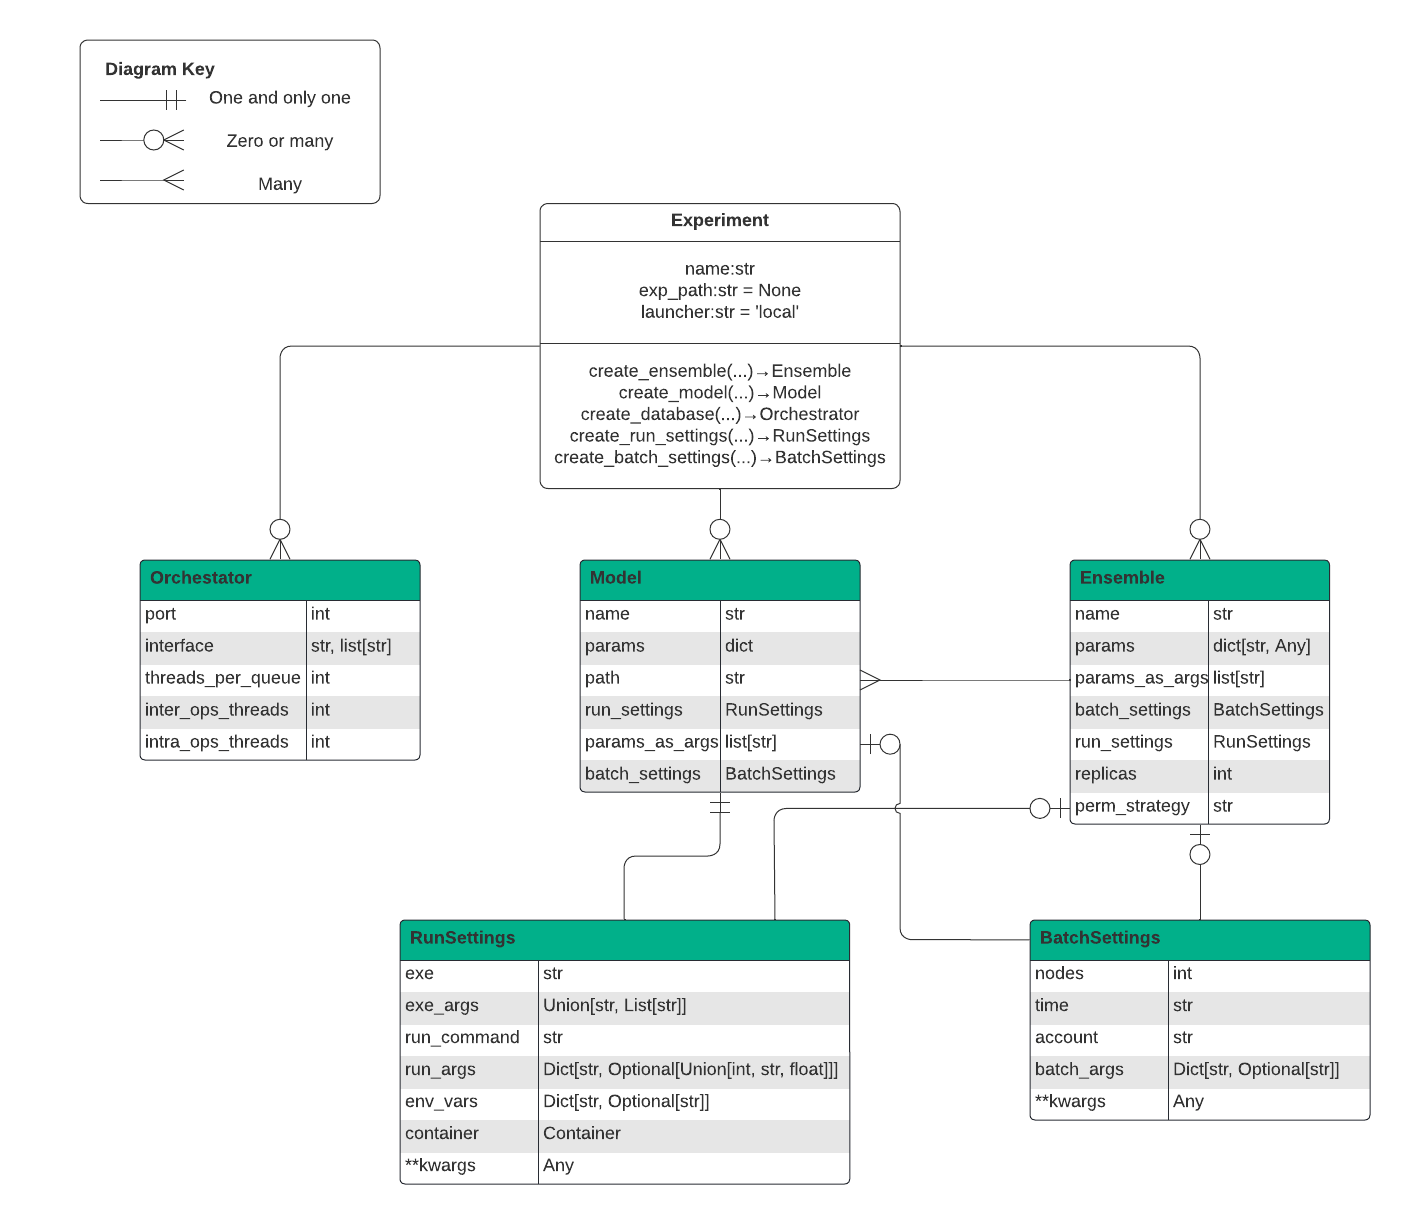 Diagram Key
One and only one
Zero or many
Many
Experiment
name:str
exp_path:str = None
launcher:str = 'local'
create_ensemble(...)→Ensemble
create_model(...)→Model
create_database(...)→Orchestrator
create_run_settings(...)→RunSettings
create_batch_settings(...)→BatchSettings
Orchestator
port int
interface str, list[str]
threads_per_queue int
inter_ops_threads int
intra_ops_threads int
Model
name str
params dict
path str
run_settings RunSettings
params_as_args list[str]
batch_settings BatchSettings
Ensemble
name str
params dict[str, Any]
params_as_args list[str]
batch_settings BatchSettings
run_settings RunSettings
replicas int
perm_strategy str
RunSettings
exe str
exe_args Union[str, List[str]]
run_command str
run_args Dict[str, Optional[Union[int, str, float]]]
env_vars Dict[str, Optional[str]]
container Container
**kwargs Any
BatchSettings
nodes int
time str
account str
batch_args Dict[str, Optional[str]]
**kwargs Any